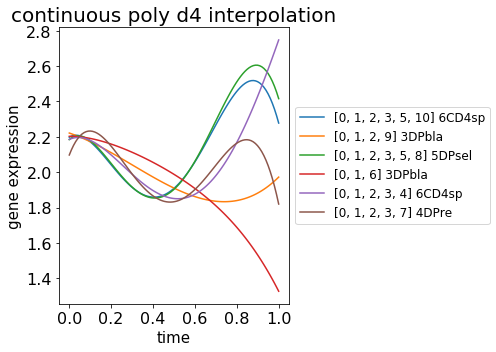 continuous poly d4 interpolation
gene expression
2.8
2.6
2.4
2.2
2.0
1.8
1.6
1.4
0.0 0.2 0.4 0.6 0.8 1.0
time
[0, 1, 2, 3, 5, 10] 6CD4sp
[0, 1, 2, 9] 3DPbla
[0, 1, 2, 3, 5, 8] 5DPsel
[0, 1, 6] 3DPbla
[0, 1, 2, 3, 4] 6CD4sp
[0, 1, 2, 3, 7] 4DPre